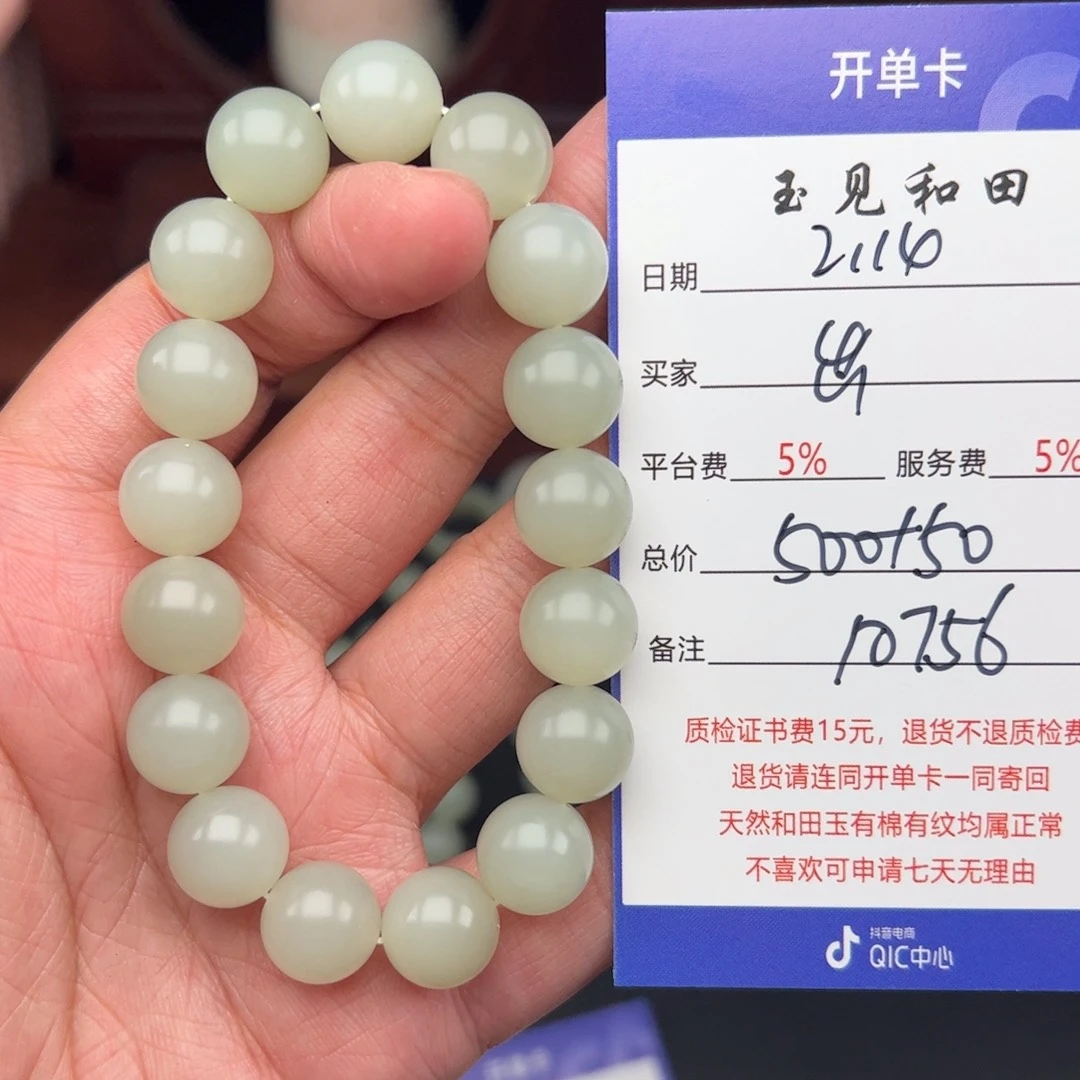 开单卡
玉见和田
日期 2114
买家
平台费 5% 服务费 5%
总价 500+50
备注 10756
质检证书费15元，退货不退质检费
退货请连同开单卡一同寄回
天然和田玉有棉有纹均属正常
不喜欢可申请七天无理由
抖音电商
QIC中心